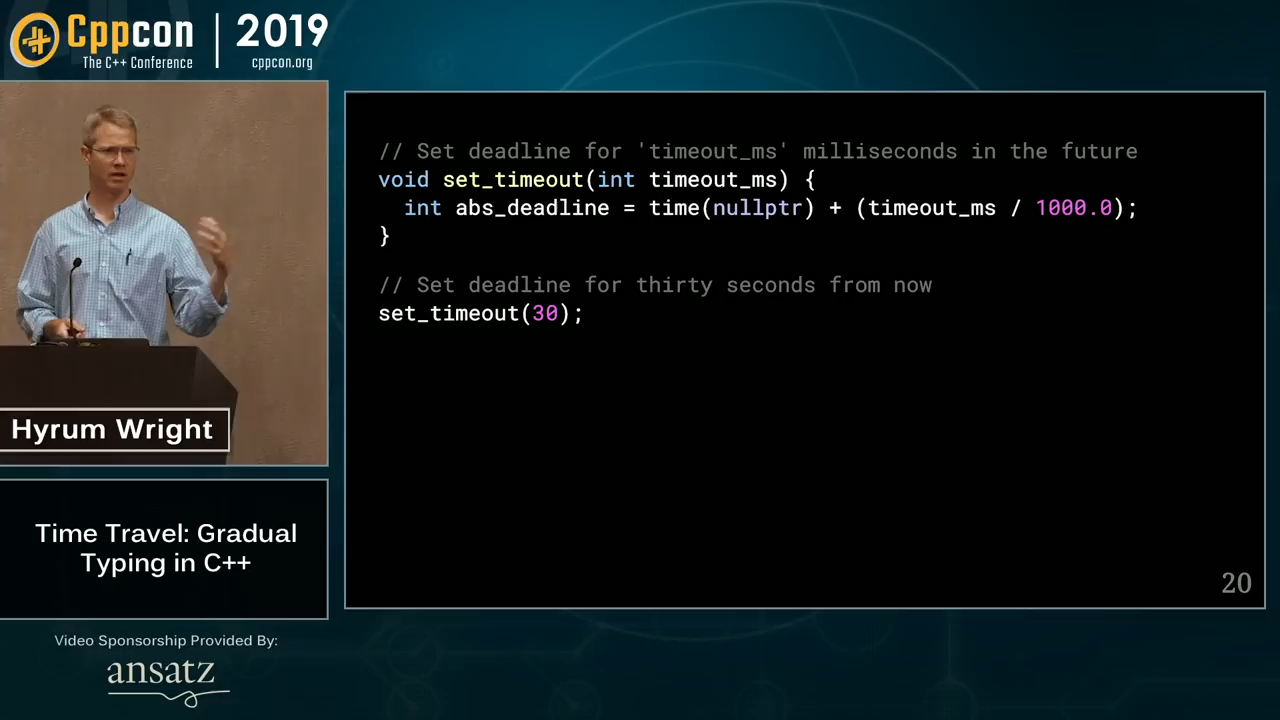 Cppcon
The C++ Conference
2019
cppcon.org
// Set deadline for 'timeout_ms' milliseconds in the future
void set_timeout(int timeout_ms) {
  int abs_deadline = time(nullptr) + (timeout_ms / 1000.0);
}
// Set deadline for thirty seconds from now
set_timeout(30);
20
Hyrum Wright
Time Travel: Gradual
Typing in C++
Video Sponsorship Provided By:
ansatz